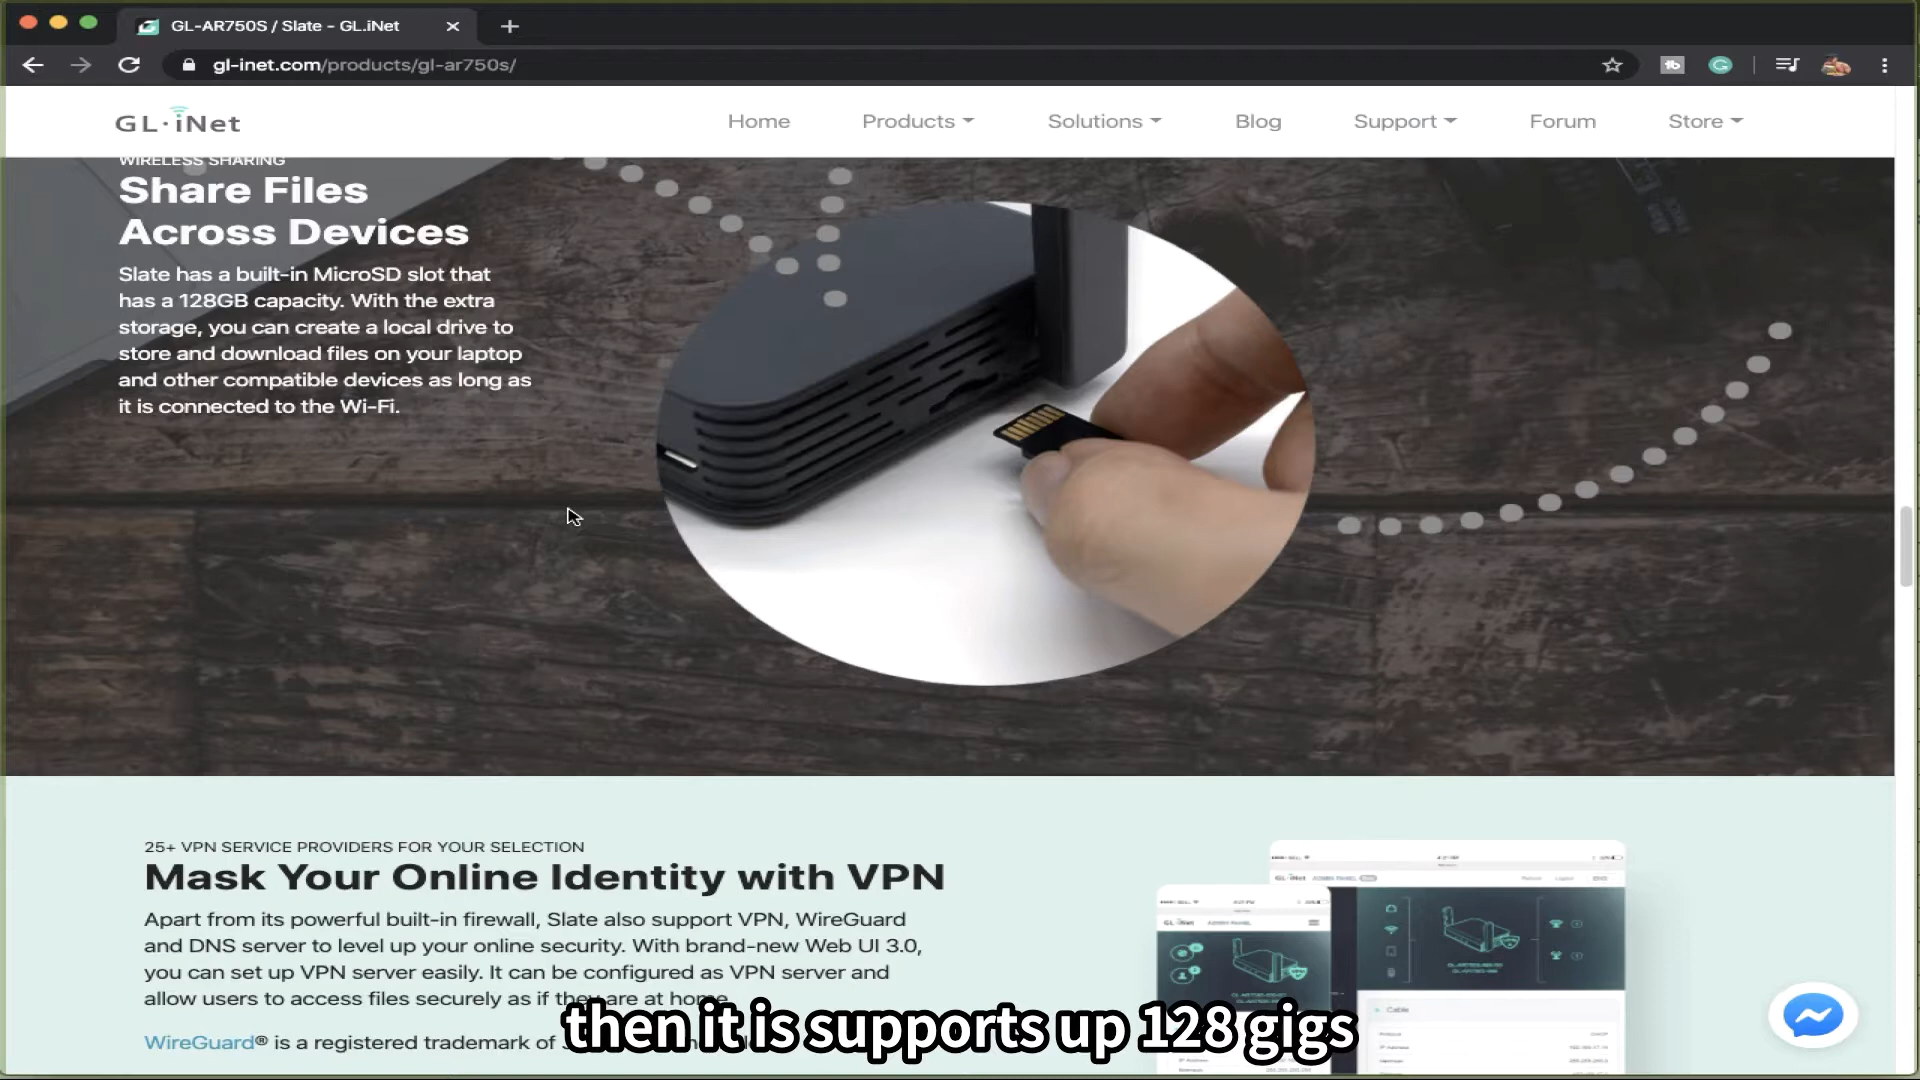 GL-AR750S / Slate - GL.iNet
gl-inet.com/products/gl-ar750s/
GL·iNet
Home
Products
Solutions
Blog
Support
Forum
Store
WIRELESS SHARING
Share Files
Across Devices
Slate has a built-in MicroSD slot that
has a 128GB capacity. With the extra
storage, you can create a local drive to
store and download files on your laptop
and other compatible devices as long as
it is connected to the Wi-Fi.
25+ VPN SERVICE PROVIDERS FOR YOUR SELECTION
Mask Your Online Identity with VPN
Apart from its powerful built-in firewall, Slate also support VPN, WireGuard
and DNS server to level up your online security. With brand-new Web UI 3.0,
you can set up VPN server easily. It can be configured as VPN server and
allow users to access files securely as if they are at home.
WireGuard® is a registered trademark of
then it is supports up 128 gigs
GL·iNet
GL·iNet
Cable